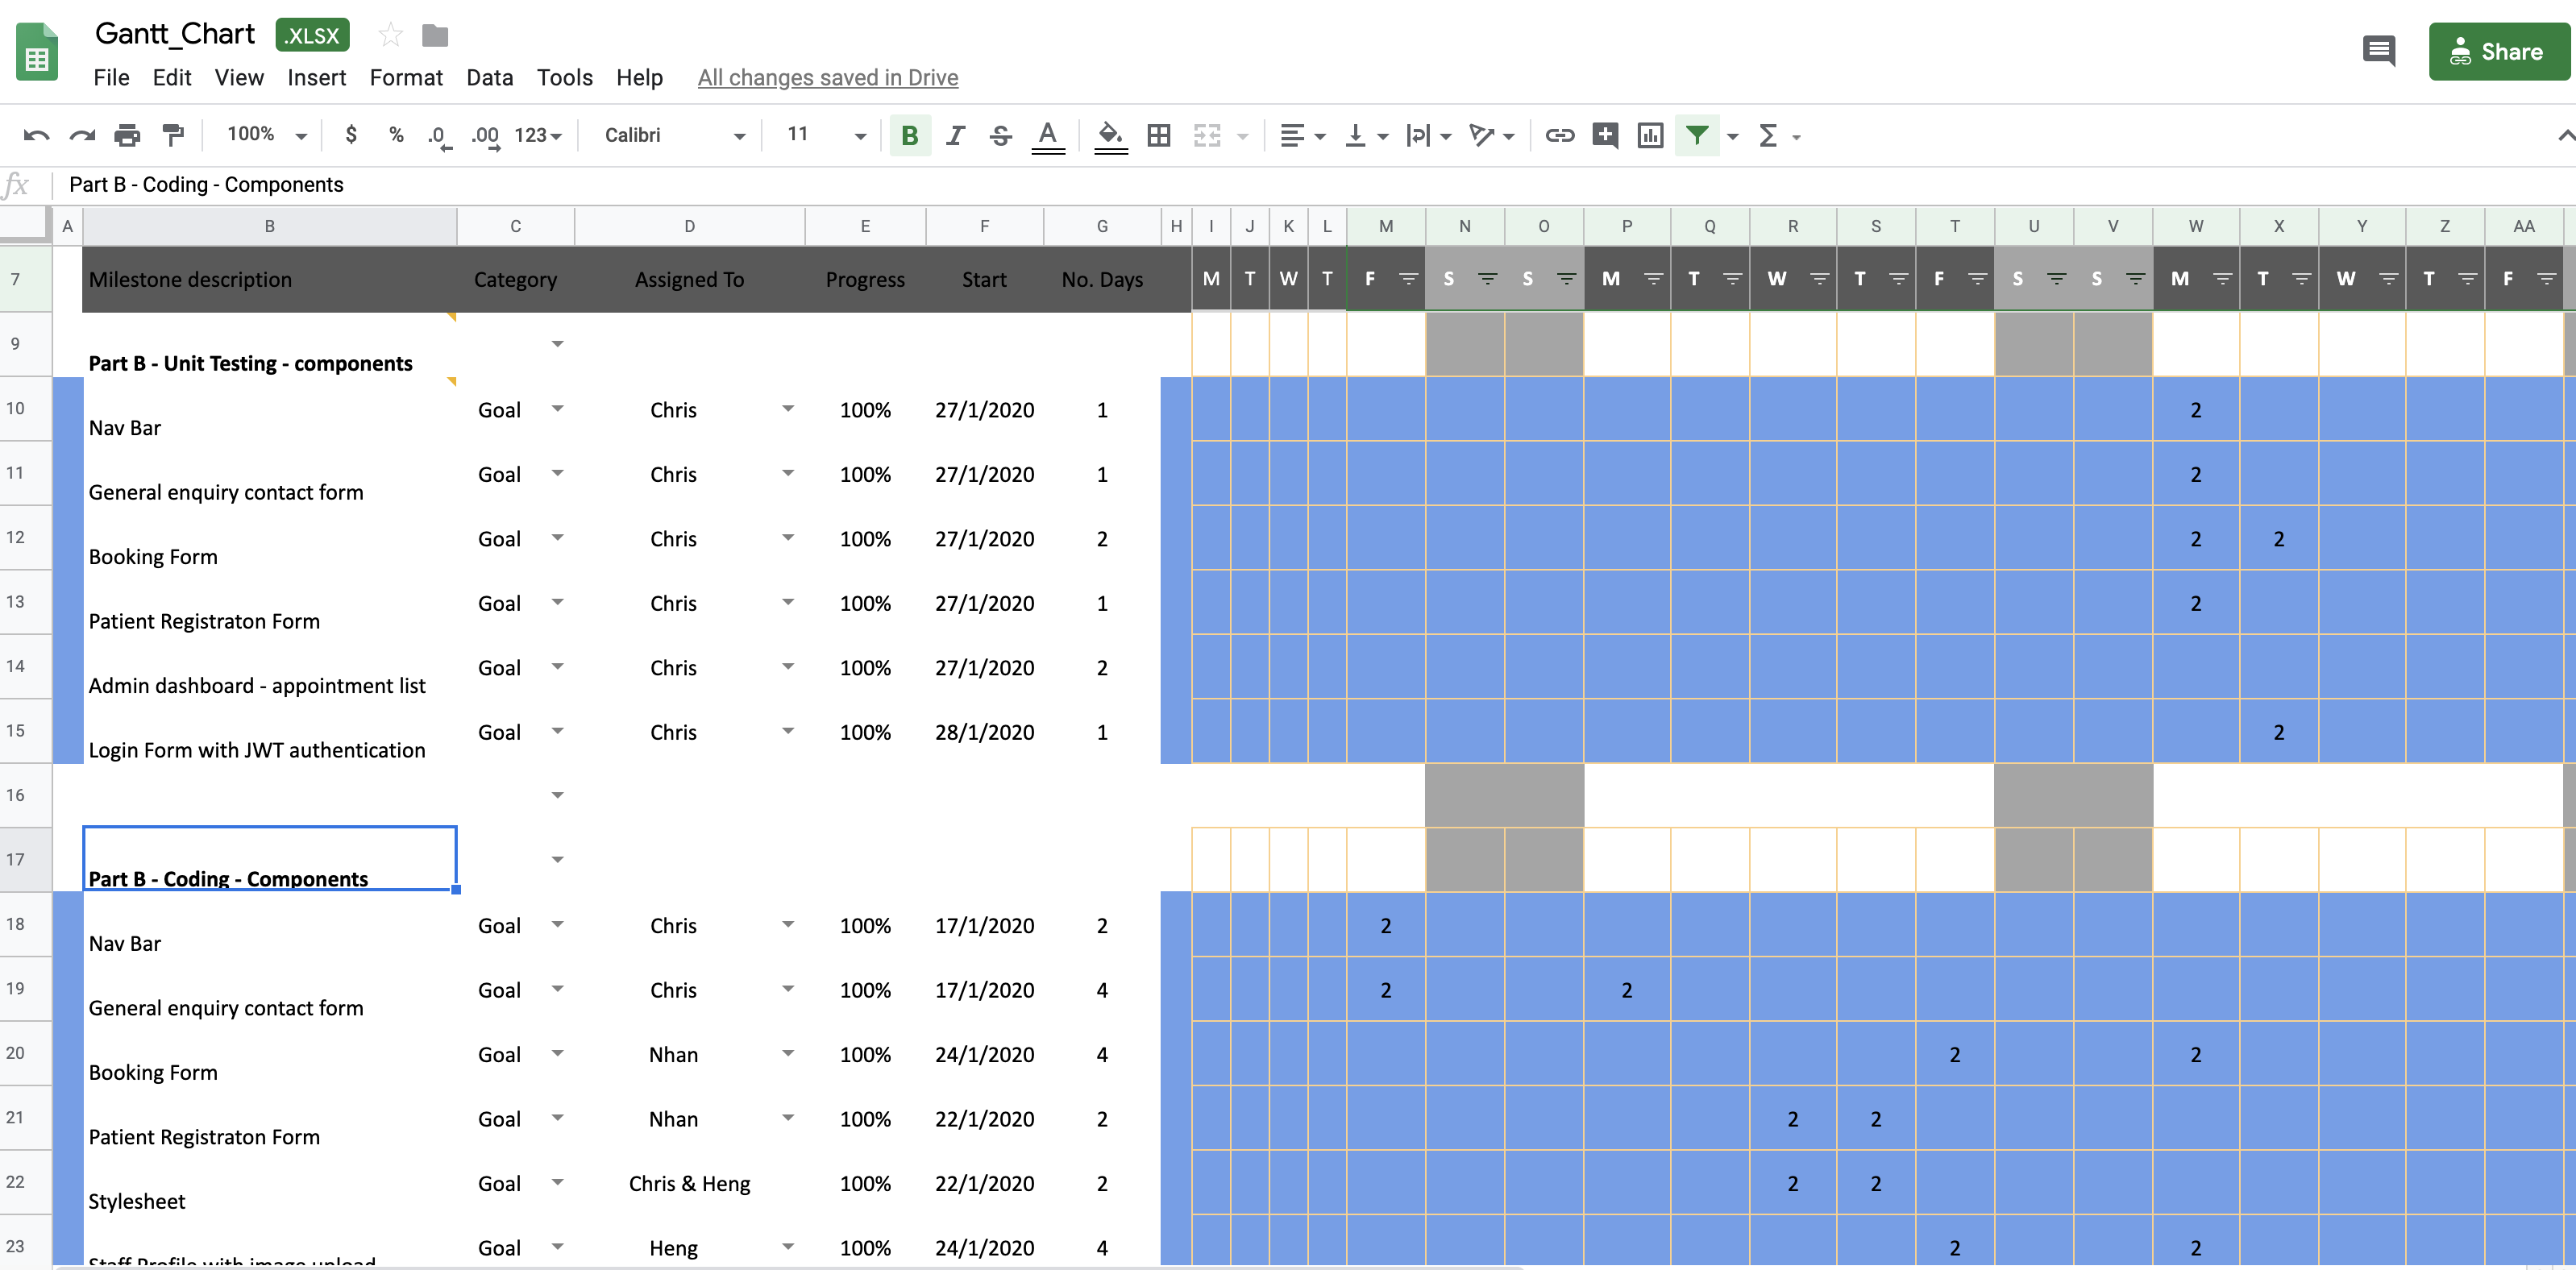 Gantt_Chart .XLSX
File Edit View Insert Format Data Tools Help All changes saved in Drive
Share
100% $ % .0 .00 123 Calibri 11 B I S A Σ
fx Part B - Coding - Components
A B C D E F G H I J K L M N O P Q R S T U V W X Y Z AA
7 Milestone description Category Assigned To Progress Start No. Days M T W T F S S M T W T F S S M T W T F
9 Part B - Unit Testing - components
10 Nav Bar Goal Chris 100% 27/1/2020 1 2
11 General enquiry contact form Goal Chris 100% 27/1/2020 1 2
12 Booking Form Goal Chris 100% 27/1/2020 2 2 2
13 Patient Registraton Form Goal Chris 100% 27/1/2020 1 2
14 Admin dashboard - appointment list Goal Chris 100% 27/1/2020 2
15 Login Form with JWT authentication Goal Chris 100% 28/1/2020 1 2
16
17 Part B - Coding - Components
18 Nav Bar Goal Chris 100% 17/1/2020 2 2
19 General enquiry contact form Goal Chris 100% 17/1/2020 4 2 2
20 Booking Form Goal Nhan 100% 24/1/2020 4 2 2
21 Patient Registraton Form Goal Nhan 100% 22/1/2020 2 2 2
22 Stylesheet Goal Chris & Heng 100% 22/1/2020 2 2 2
23 Staff Profile with image upload Goal Heng 100% 24/1/2020 4 2 2